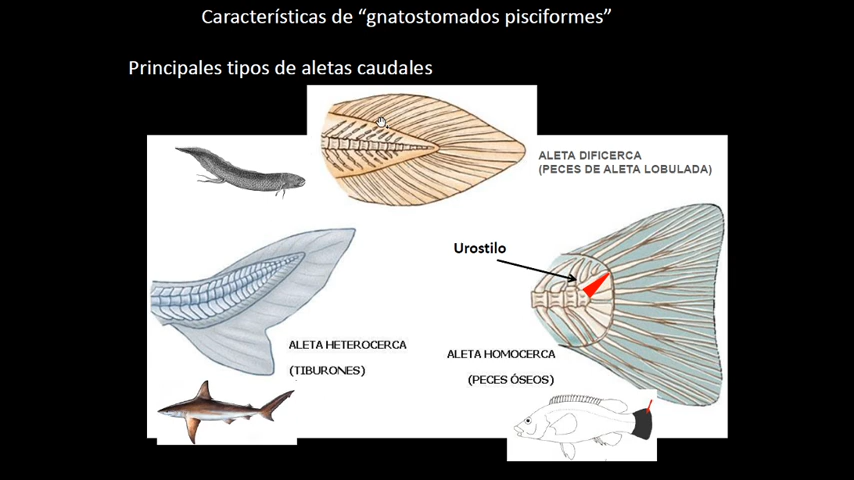 Características de “gnatostomados pisciformes”
Principales tipos de aletas caudales
ALETA DIFICERCA
(PECES DE ALETA LOBULADA)
Urostilo
ALETA HETEROCERCA
(TIBURONES)
ALETA HOMOCERCA
(PECES ÓSEOS)